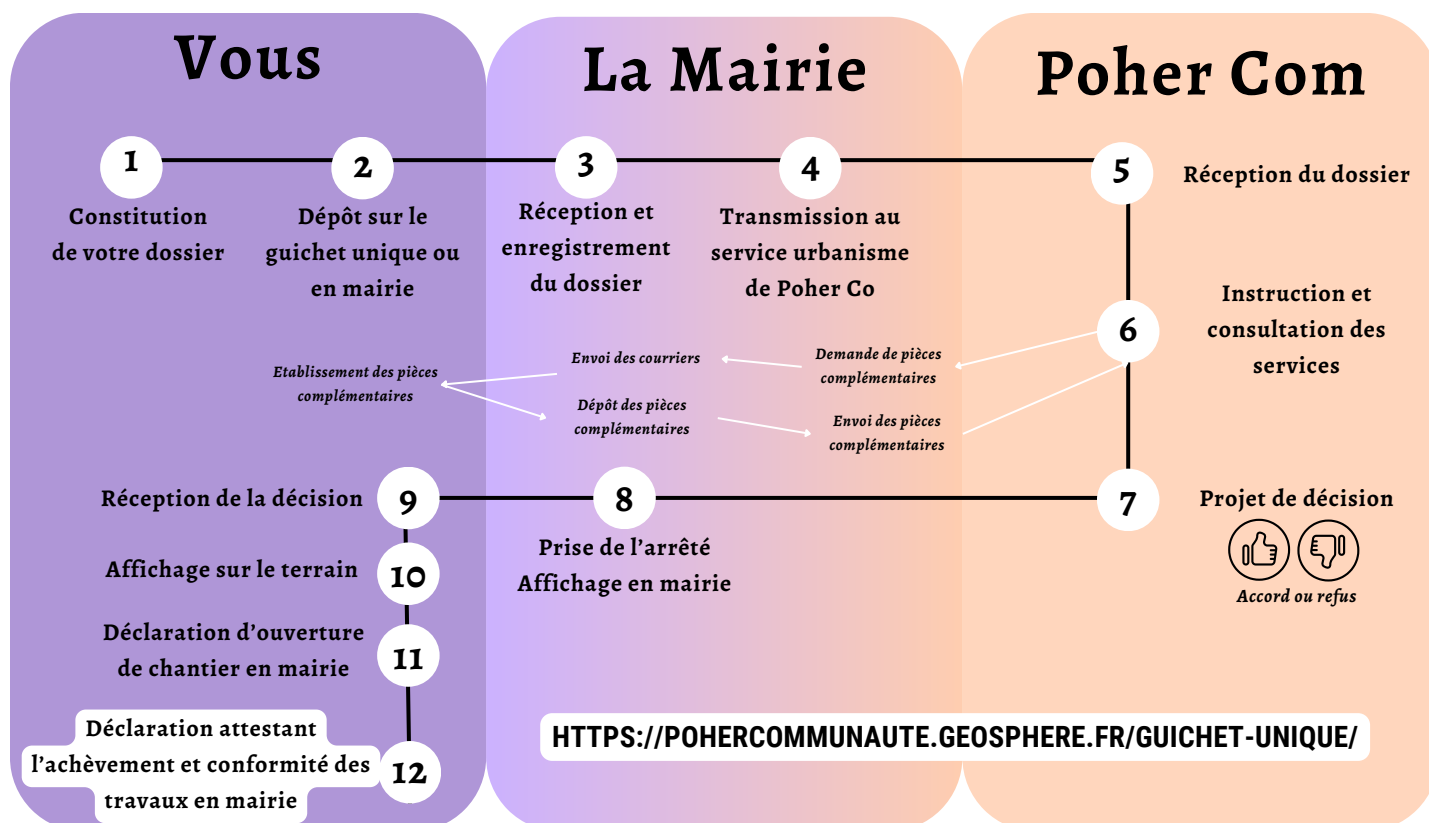 Vous
La Mairie
Poher Com
1
Constitution
de votre dossier
2
Dépôt sur le
guichet unique ou
en mairie
3
Réception et
enregistrement
du dossier
4
Transmission au
service urbanisme
de Poher Co
5
Réception du dossier
6
Instruction et
consultation des
services
Demande de pièces
complémentaires
Envoi des courriers
Etablissement des pièces
complémentaires
Dépôt des pièces
complémentaires
Envoi des pièces
complémentaires
7
Projet de décision
Accord ou refus
8
Prise de l'arrêté
Affichage en mairie
9
Réception de la décision
10
Affichage sur le terrain
11
Déclaration d'ouverture
de chantier en mairie
12
Déclaration attestant
l'achèvement et conformité des
travaux en mairie
HTTPS://POHERCOMMUNAUTE.GEOSPHERE.FR/GUICHET-UNIQUE/